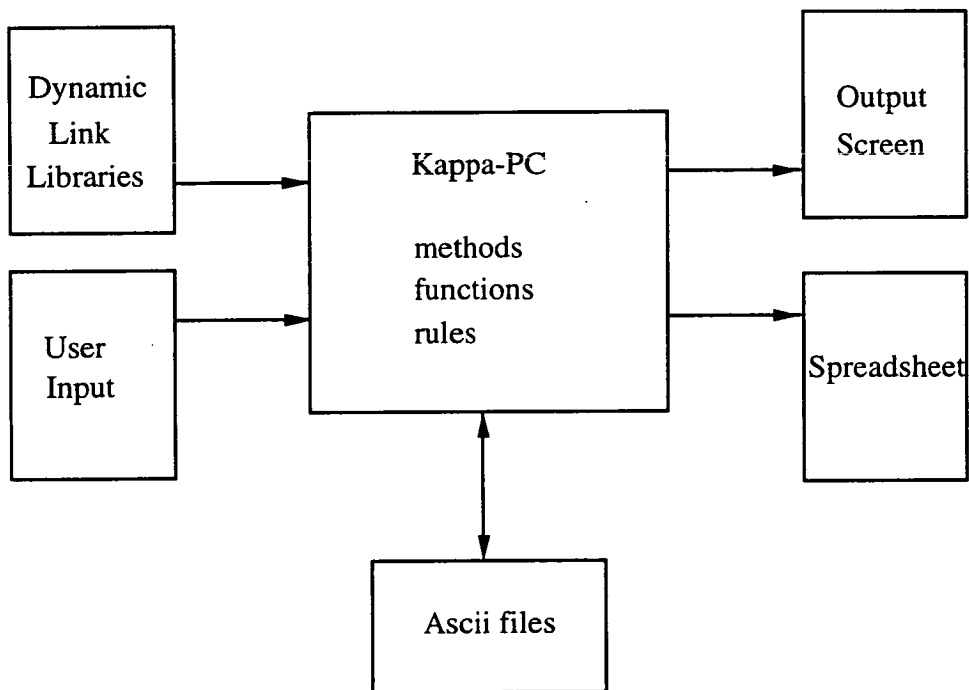 Dynamic
Link
Libraries
User
Input
Kappa-PC
methods
functions
rules
Output
Screen
Spreadsheet
Ascii files